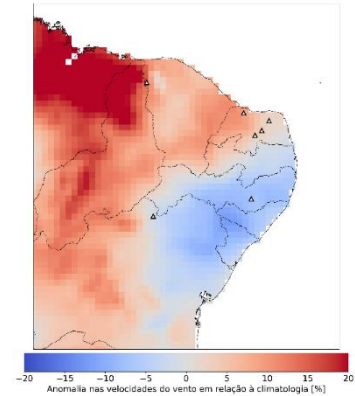 −20 −15 −10 −5 0 5 10 15 20
Anomalia nas velocidades do vento em relação à climatologia [%]